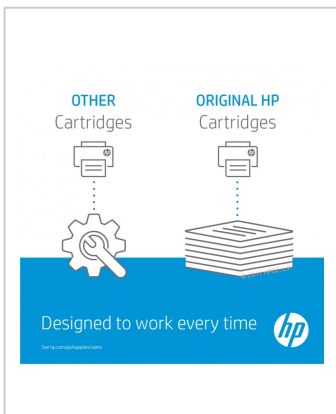 OTHER
Cartridges
ORIGINAL HP
Cartridges
Designed to work every time
hp